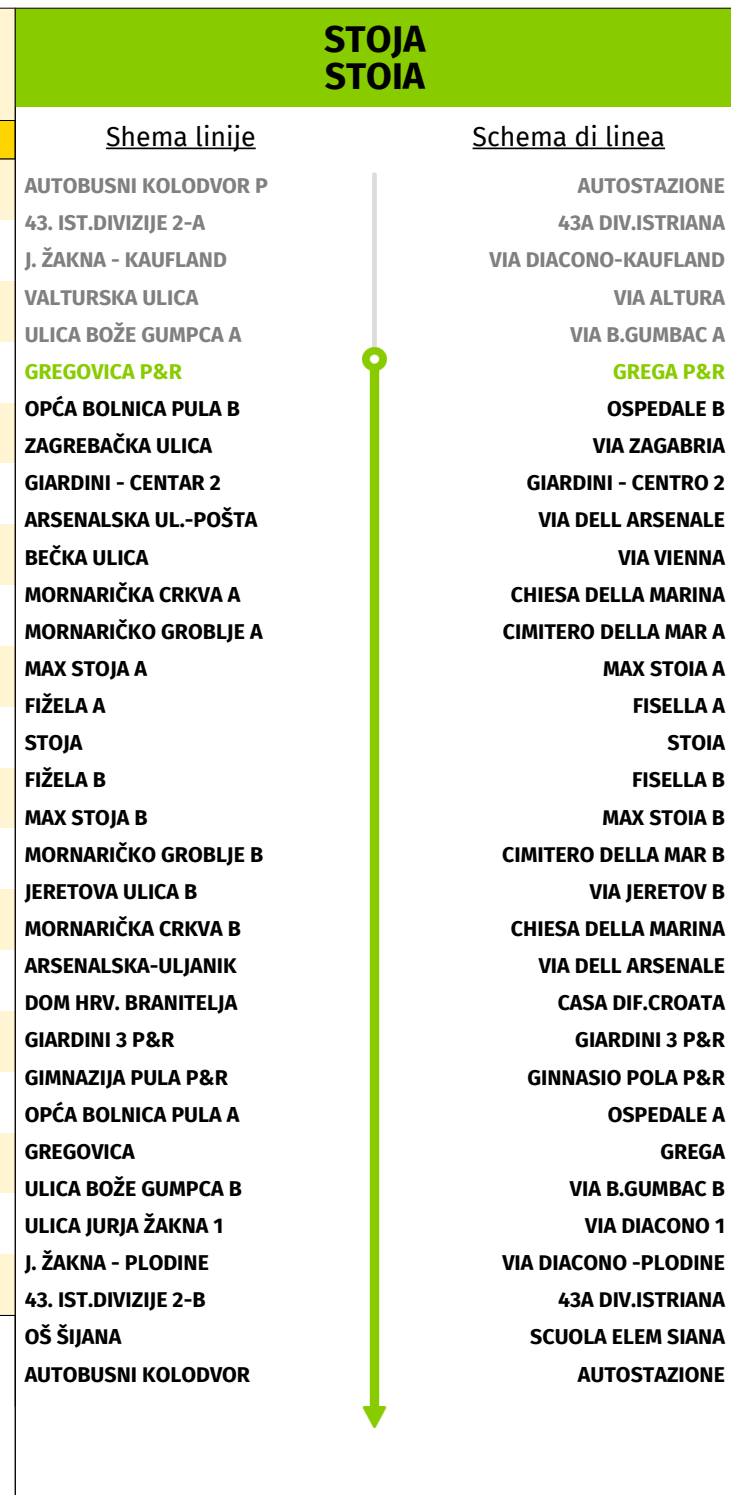 STOJA
STOIA
Shema linije Schema di linea
AUTOBUSNI KOLODVOR P AUTOSTAZIONE
43. IST.DIVIZIJE 2-A 43A DIV.ISTRIANA
J. ŽAKNA - KAUFLAND VIA DIACONO-KAUFLAND
VALTURSKA ULICA VIA ALTURA
ULICA BOŽE GUMPCA A VIA B.GUMBAC A
GREGOVICA P&R GREGA P&R
OPĆA BOLNICA PULA B OSPEDALE B
ZAGREBAČKA ULICA VIA ZAGABRIA
GIARDINI - CENTAR 2 GIARDINI - CENTRO 2
ARSENALSKA UL.-POŠTA VIA DELL ARSENALE
BEČKA ULICA VIA VIENNA
MORNARIČKA CRKVA A CHIESA DELLA MARINA
MORNARIČKO GROBLJE A CIMITERO DELLA MAR A
MAX STOJA A MAX STOIA A
FIŽELA A FISELLA A
STOJA STOIA
FIŽELA B FISELLA B
MAX STOJA B MAX STOIA B
MORNARIČKO GROBLJE B CIMITERO DELLA MAR B
JERETOVA ULICA B VIA JERETOV B
MORNARIČKA CRKVA B CHIESA DELLA MARINA
ARSENALSKA-ULJANIK VIA DELL ARSENALE
DOM HRV. BRANITELJA CASA DIF.CROATA
GIARDINI 3 P&R GIARDINI 3 P&R
GIMNAZIJA PULA P&R GINNASIO POLA P&R
OPĆA BOLNICA PULA A OSPEDALE A
GREGOVICA GREGA
ULICA BOŽE GUMPCA B VIA B.GUMBAC B
ULICA JURJA ŽAKNA 1 VIA DIACONO 1
J. ŽAKNA - PLODINE VIA DIACONO -PLODINE
43. IST.DIVIZIJE 2-B 43A DIV.ISTRIANA
OŠ ŠIJANA SCUOLA ELEM SIANA
AUTOBUSNI KOLODVOR AUTOSTAZIONE